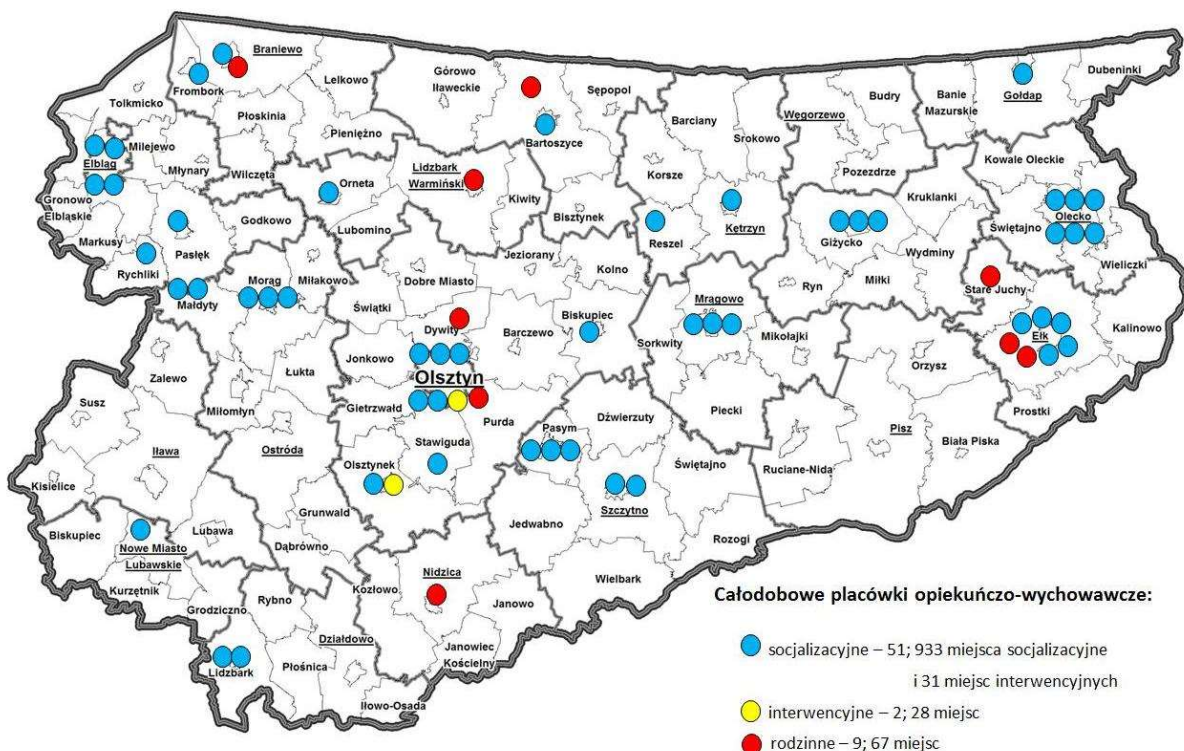 Braniewo
Frombork
Lelkowo
Górowo
Iławeckie
Sępopol
Gołdap
Dubeninki
Tolkmicko
Płoskinia
Pieniężno
Bartoszyce
Barciany
Srokowo
Węgorzewo
Budry
Banie
Mazurskie
Milejewo
Elbląg
Młynary
Wilczęta
Orneta
Lidzbark
Warmiński
Kiwity
Bisztynek
Korsze
Pozezdrze
Kowale Oleckie
Gronowo
Elbląskie
Godkowo
Lubomino
Reszel
Kętrzyn
Giżycko
Kruklanki
Olecko
Świętajno
Markusy
Pasłęk
Rychliki
Jeziorany
Kolno
Wydminy
Wieliczki
Morąg
Miłakowo
Małdyty
Świątki
Dobre Miasto
Ryn
Miłki
Stare Juchy
Mrągowo
Dywity
Barczewo
Biskupiec
Sorkwity
Mikołajki
Ełk
Kalinowo
Jonkowo
Zalewo
Łukta
Olsztyn
Orzysz
Susz
Miłomłyn
Gietrzwałd
Purda
Dźwierzuty
Piecki
Prostki
Pasym
Pisz
Iława
Ostróda
Stawiguda
Biała Piska
Olsztynek
Świętajno
Ruciane-Nida
Kisielice
Szczytno
Grunwald
Biskupiec
Lubawa
Jedwabno
Rozogi
Nowe Miasto
Lubawskie
Dąbrówno
Wielbark
Kurzętnik
Nidzica
Kozłowo
Grodziczno
Rybno
Janowo
Działdowo
Lidzbark
Płośnica
Janowiec
Kościelny
Iłowo-Osada
Całodobowe placówki opiekuńczo-wychowawcze:
socjalizacyjne – 51; 933 miejsca socjalizacyjne
i 31 miejsc interwencyjnych
interwencyjne – 2; 28 miejsc
rodzinne – 9; 67 miejsc